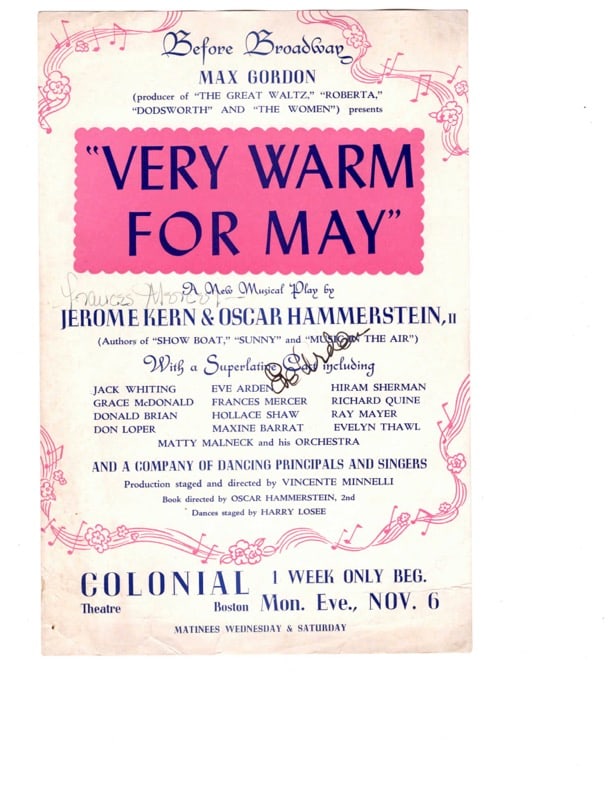 Before Broadway
MAX GORDON
(producer of "THE GREAT WALTZ," "ROBERTA,"
"DODSWORTH" AND "THE WOMEN") presents
"VERY WARM
FOR MAY"
A New Musical Play by
Frances Mercer
JEROME KERN & OSCAR HAMMERSTEIN, II
(Authors of "SHOW BOAT," "SUNNY" and "MUSIC IN THE AIR")
With a Superlative Cast including
Eve Arden
JACK WHITING EVE ARDEN HIRAM SHERMAN
GRACE McDONALD FRANCES MERCER RICHARD QUINE
DONALD BRIAN HOLLACE SHAW RAY MAYER
DON LOPER MAXINE BARRAT EVELYN THAWL
MATTY MALNECK and his ORCHESTRA
AND A COMPANY OF DANCING PRINCIPALS AND SINGERS
Production staged and directed by VINCENTE MINNELLI
Book directed by OSCAR HAMMERSTEIN, 2nd
Dances staged by HARRY LOSEE
COLONIAL 1 WEEK ONLY BEG.
Theatre Boston Mon. Eve., NOV. 6
MATINEES WEDNESDAY & SATURDAY